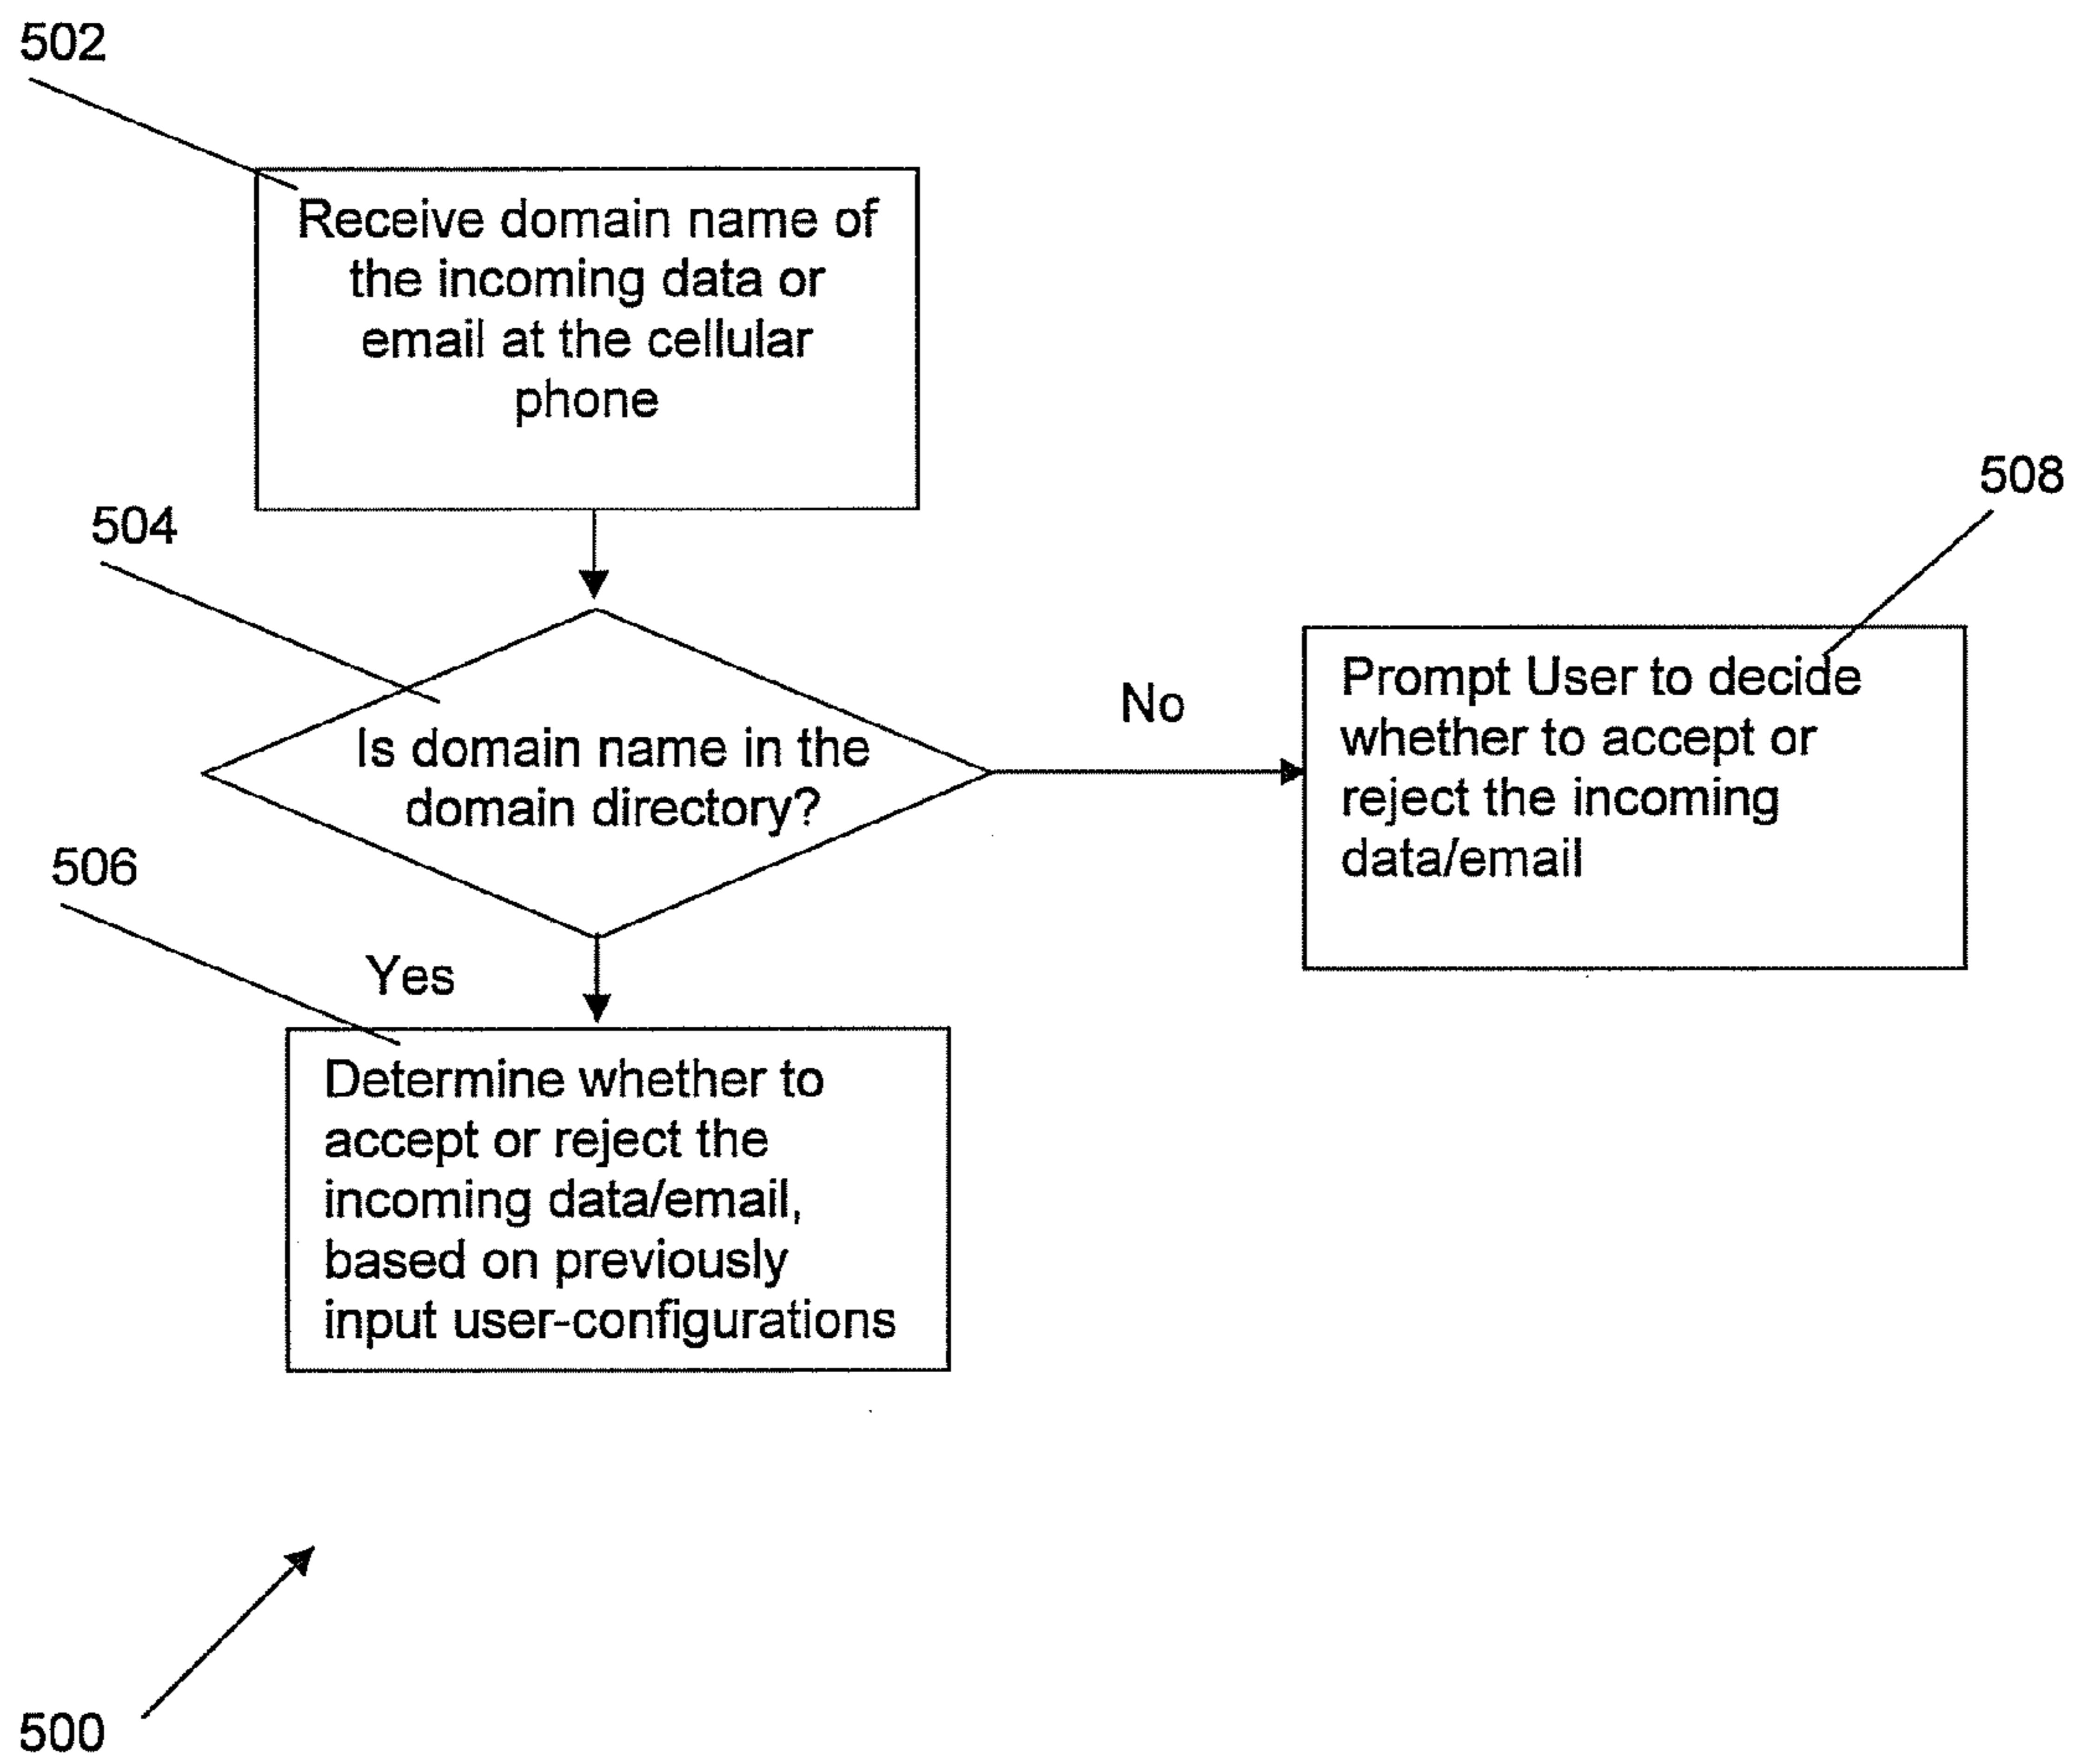 502
Receive domain name of
the incoming data or
email at the cellular
phone
504
Is domain name in the
domain directory?
No
508
Prompt User to decide
whether to accept or
reject the incoming
data/email
506
Yes
Determine whether to
accept or reject the
incoming data/email,
based on previously
input user-configurations
500